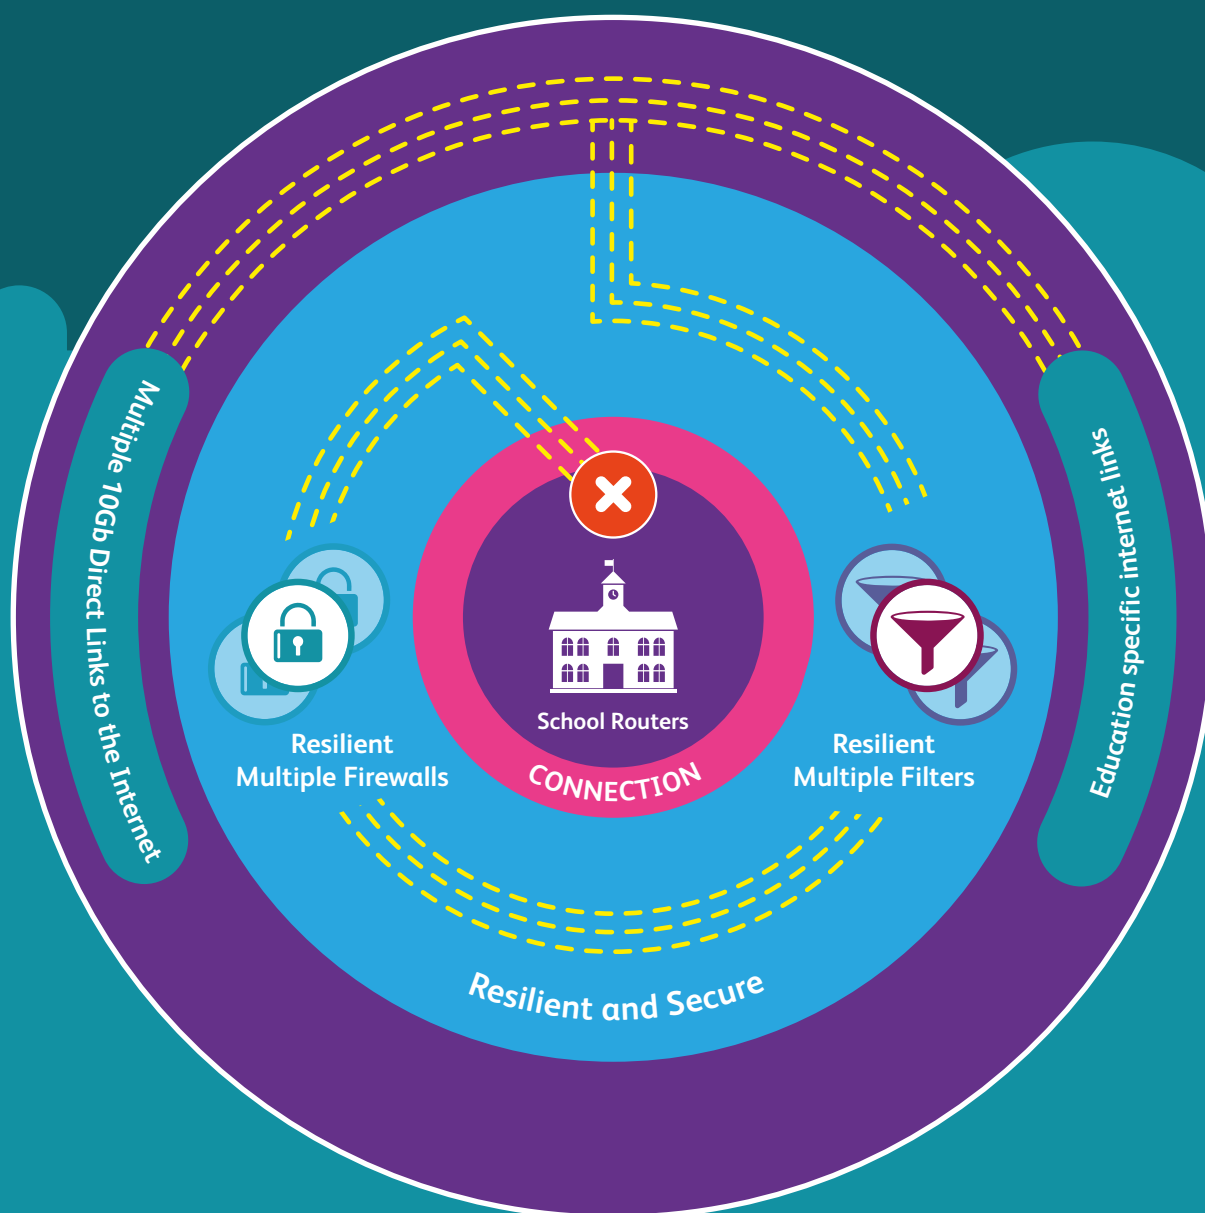 Multiple 10Gb Direct Links to the Internet
Education specific internet links
School Routers
CONNECTION
Resilient
Multiple Firewalls
Resilient
Multiple Filters
Resilient and Secure